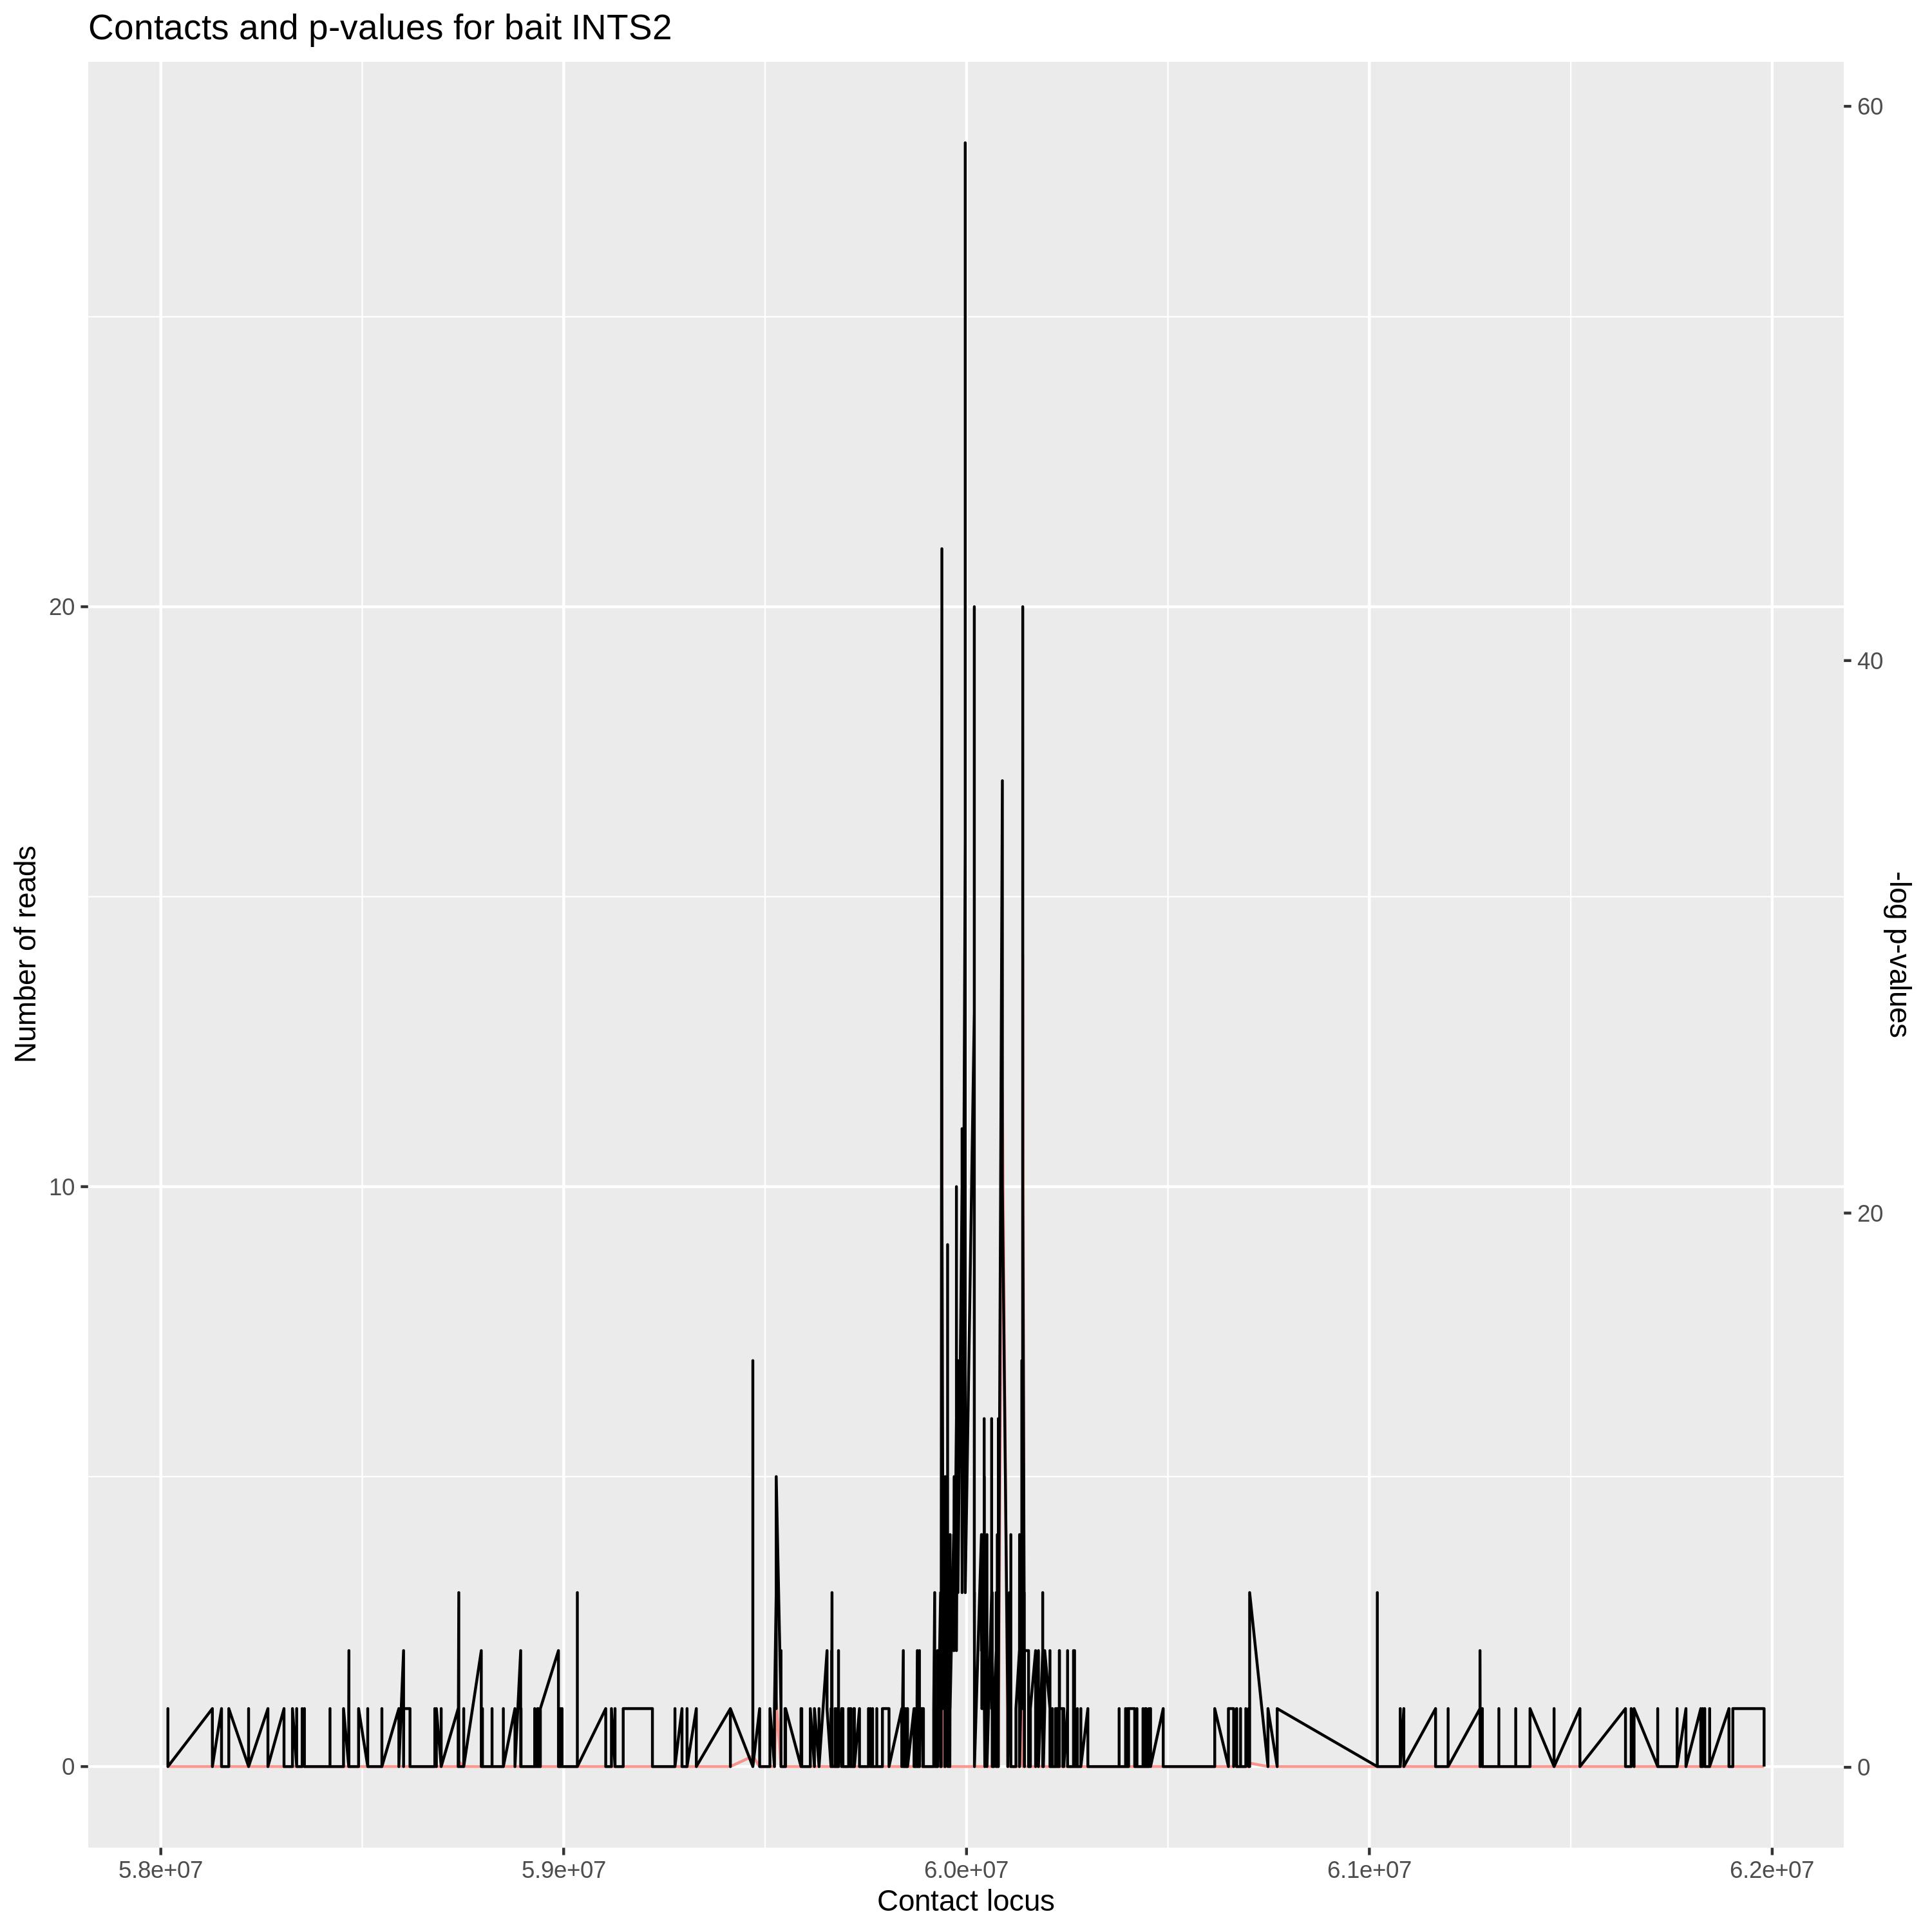 Contacts and p-values for bait INTS2
60
20
40
Number of reads
-log p-values
10
20
0
0
5.8e+07
5.9e+07
6.0e+07
6.1e+07
6.2e+07
Contact locus